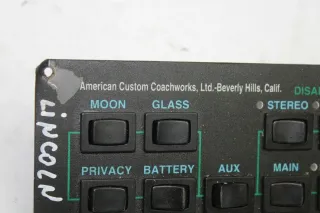 American Custom Coachworks, Ltd.-Beverly Hills, Calif.
MOON GLASS STEREO
PRIVACY BATTERY AUX MAIN
LINCOLN